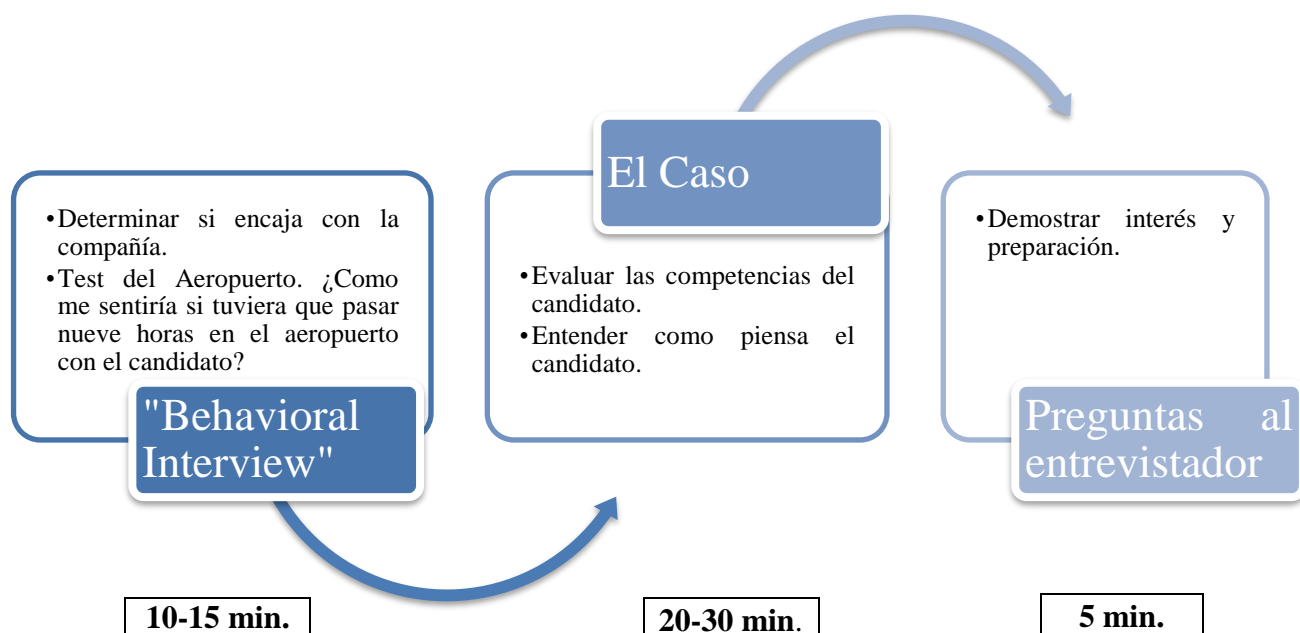 •Determinar si encaja con la
compañía.
•Test del Aeropuerto. ¿Como
me sentiría si tuviera que pasar
nueve horas en el aeropuerto
con el candidato?
"Behavioral
Interview"
El Caso
•Evaluar las competencias del
candidato.
•Entender como piensa el
candidato.
•Demostrar interés y
preparación.
Preguntas al
entrevistador
10-15 min.
20-30 min.
5 min.